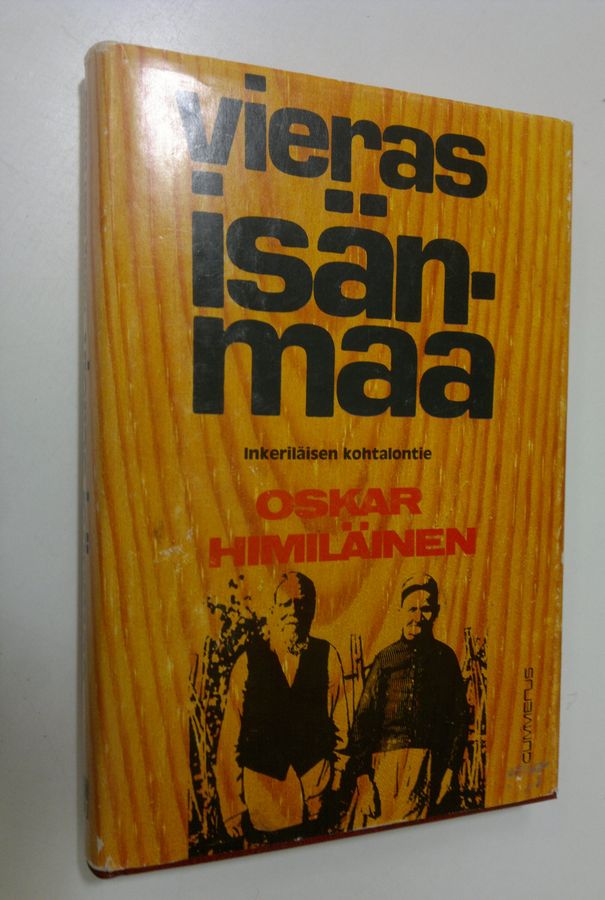 vieras
isän-
maa
Inkeriläisen kohtalontie
OSKAR
HIMILÄINEN
GUMMERUS